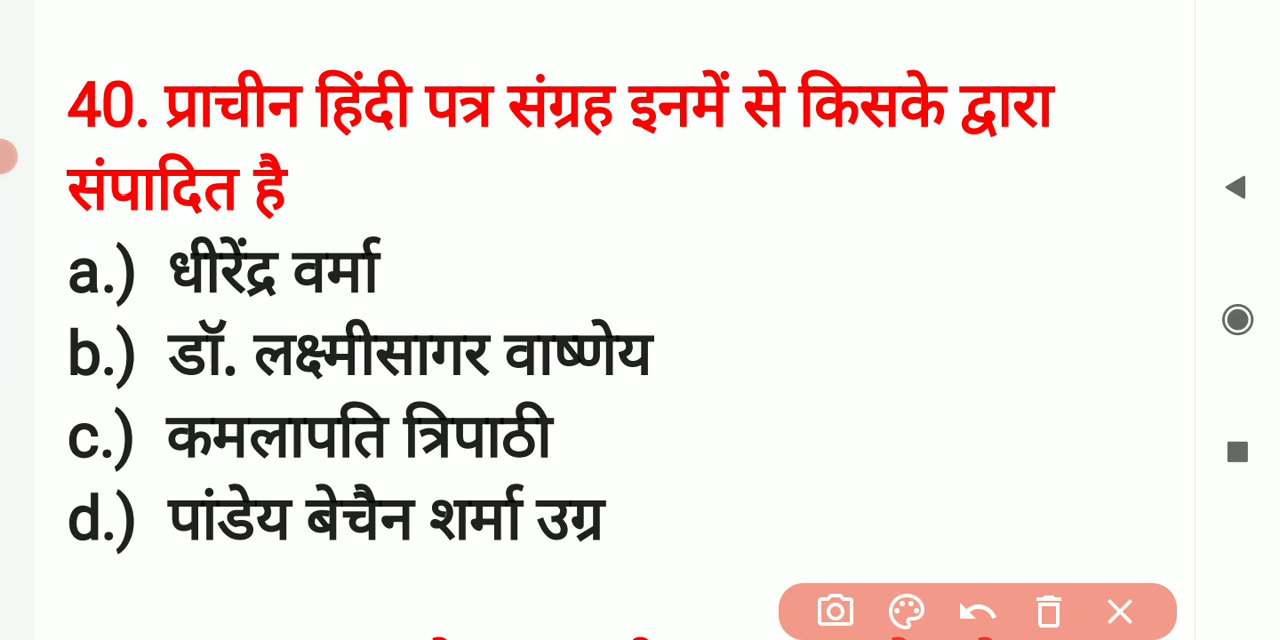 40. प्राचीन हिंदी पत्र संग्रह इनमें से किसके द्वारा
संपादित है
a.) धीरेंद्र वर्मा
b.) डॉ. लक्ष्मीसागर वाष्णेय
c.) कमलापति त्रिपाठी
d.) पांडेय बेचैन शर्मा उग्र